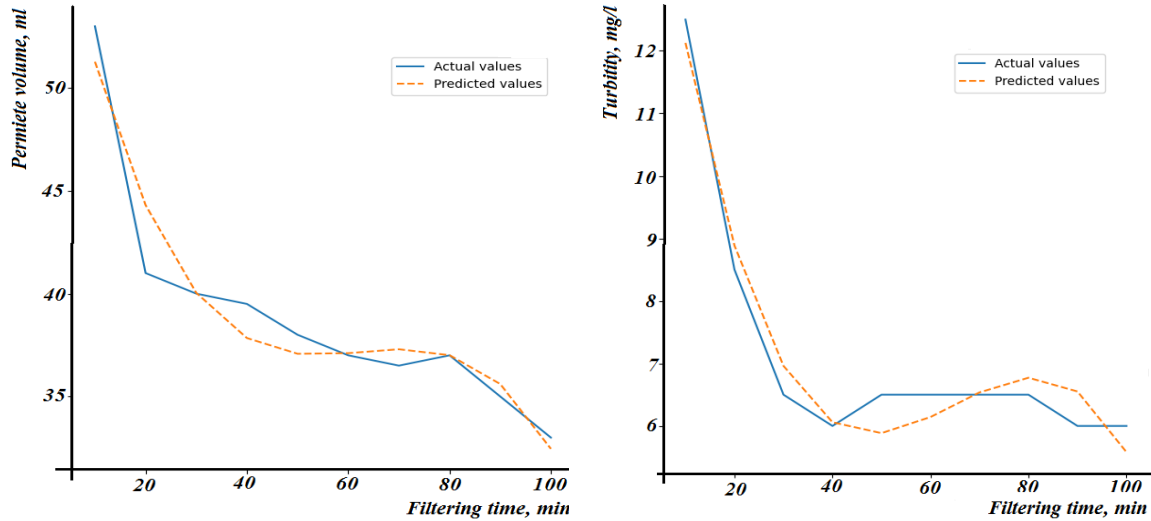 Permiete volume, ml
50
45
40
35
20
40
60
80
100
Filtering time, min
Actual values
Predicted values
Turbitity, mg/l
12
11
10
9
8
7
6
20
40
60
80
100
Filtering time, min
Actual values
Predicted values